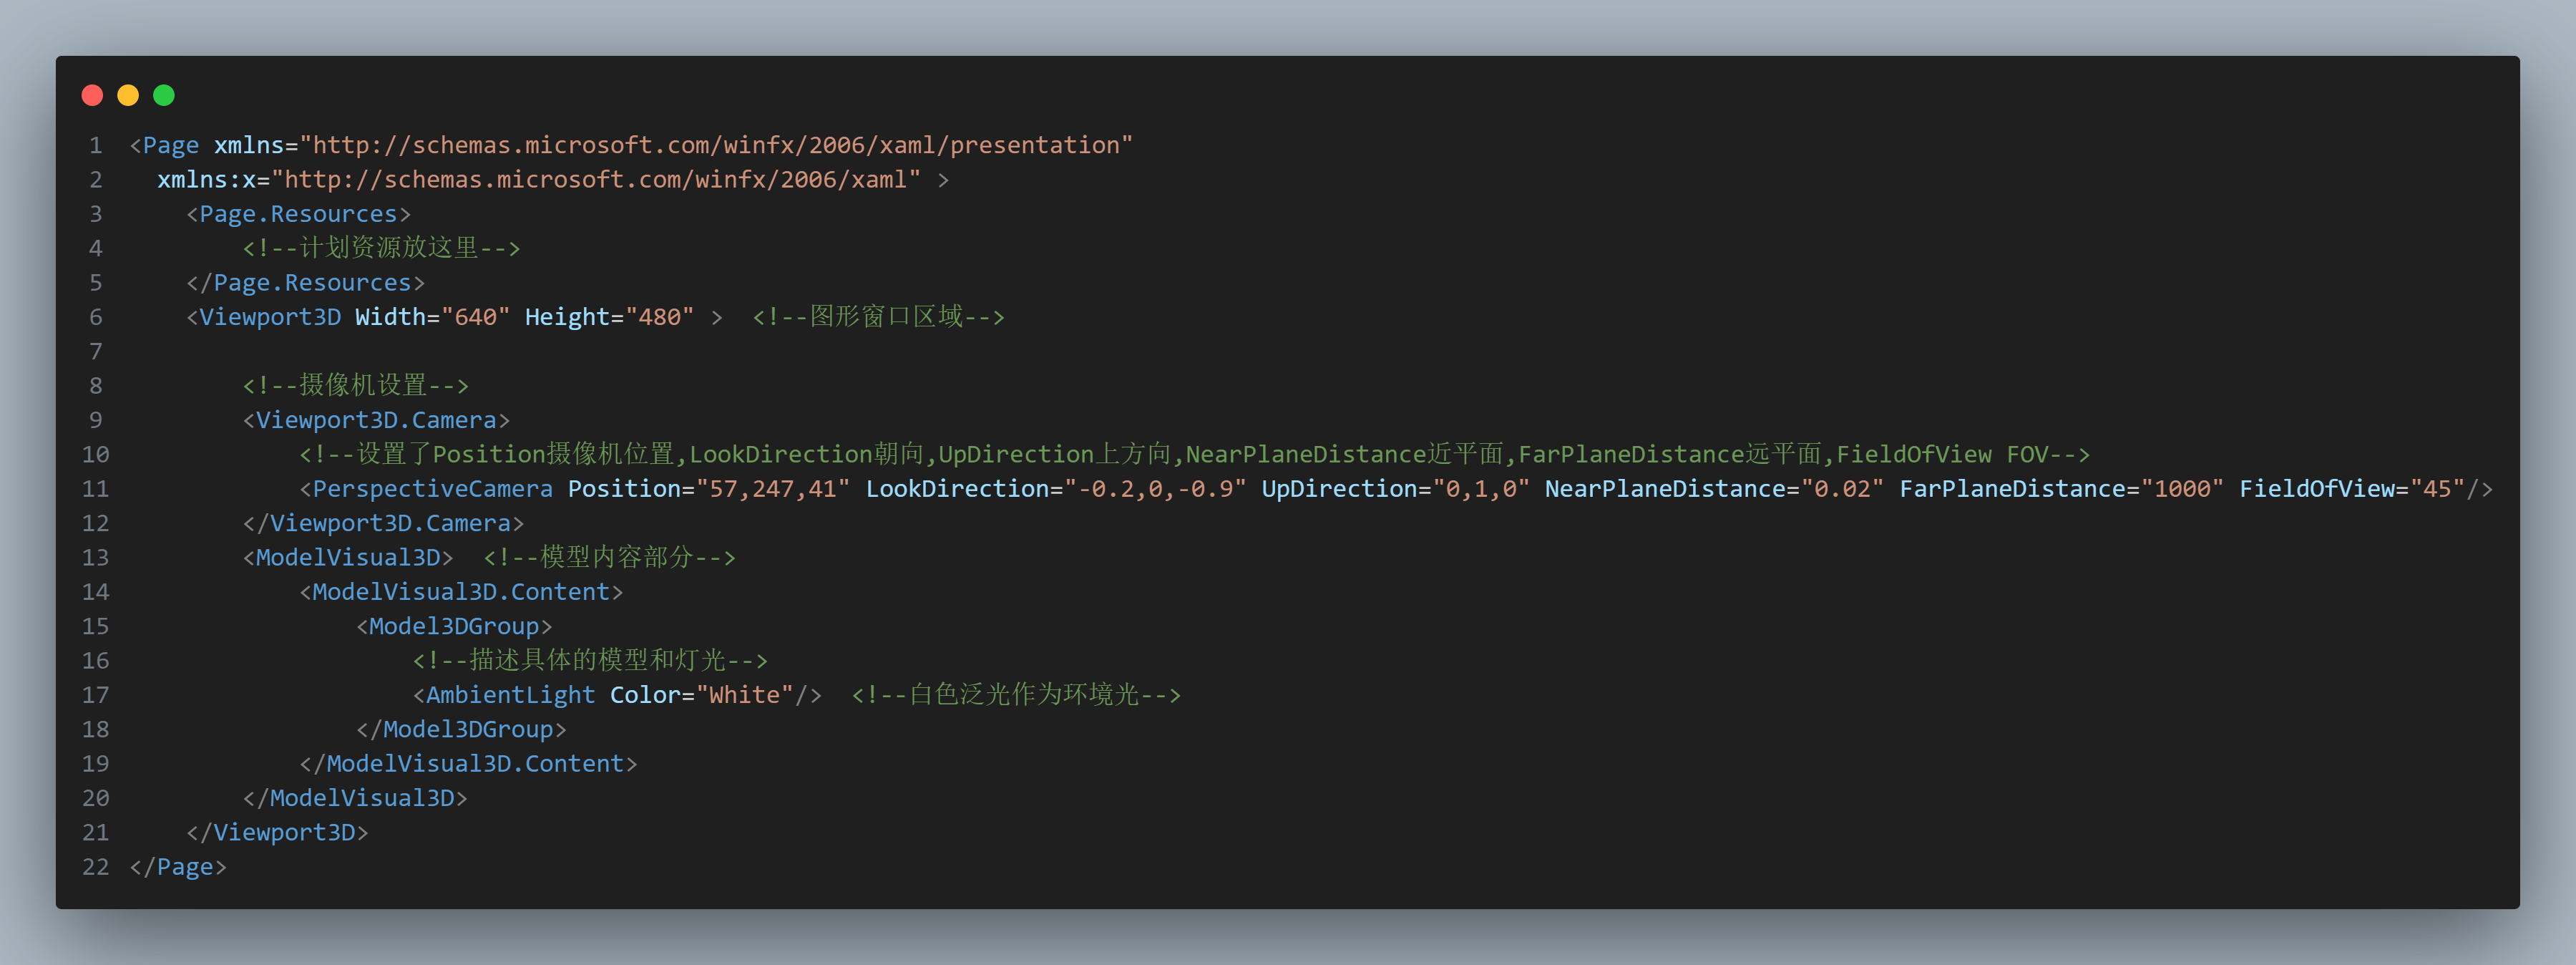 1 <Page xmlns="http://schemas.microsoft.com/winfx/2006/xaml/presentation"
2   xmlns:x="http://schemas.microsoft.com/winfx/2006/xaml" >
3     <Page.Resources>
4         <!--计划资源放这里-->
5     </Page.Resources>
6     <Viewport3D Width="640" Height="480" >  <!--图形窗口区域-->
7
8         <!--摄像机设置-->
9         <Viewport3D.Camera>
10             <!--设置了Position摄像机位置,LookDirection朝向,UpDirection上方向,NearPlaneDistance近平面,FarPlaneDistance远平面,FieldOfView FOV-->
11             <PerspectiveCamera Position="57,247,41" LookDirection="-0.2,0,-0.9" UpDirection="0,1,0" NearPlaneDistance="0.02" FarPlaneDistance="1000" FieldOfView="45"/>
12         </Viewport3D.Camera>
13         <ModelVisual3D>  <!--模型内容部分-->
14             <ModelVisual3D.Content>
15                 <Model3DGroup>
16                     <!--描述具体的模型和灯光-->
17                     <AmbientLight Color="White"/>  <!--白色泛光作为环境光-->
18                 </Model3DGroup>
19             </ModelVisual3D.Content>
20         </ModelVisual3D>
21     </Viewport3D>
22 </Page>